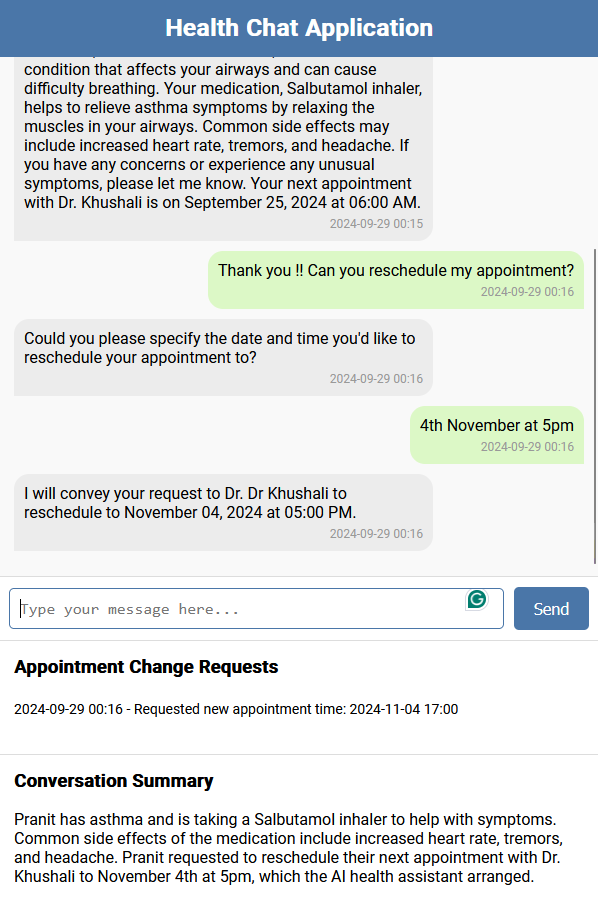 Health Chat Application
condition that affects your airways and can cause
difficulty breathing. Your medication, Salbutamol inhaler,
helps to relieve asthma symptoms by relaxing the
muscles in your airways. Common side effects may
include increased heart rate, tremors, and headache. If
you have any concerns or experience any unusual
symptoms, please let me know. Your next appointment
with Dr. Khushali is on September 25, 2024 at 06:00 AM.
2024-09-29 00:15
Thank you !! Can you reschedule my appointment?
2024-09-29 00:16
Could you please specify the date and time you'd like to
reschedule your appointment to?
2024-09-29 00:16
4th November at 5pm
2024-09-29 00:16
I will convey your request to Dr. Dr Khushali to
reschedule to November 04, 2024 at 05:00 PM.
2024-09-29 00:16
Type your message here...
Send
Appointment Change Requests
2024-09-29 00:16 - Requested new appointment time: 2024-11-04 17:00
Conversation Summary
Pranit has asthma and is taking a Salbutamol inhaler to help with symptoms.
Common side effects of the medication include increased heart rate, tremors,
and headache. Pranit requested to reschedule their next appointment with Dr.
Khushali to November 4th at 5pm, which the AI health assistant arranged.